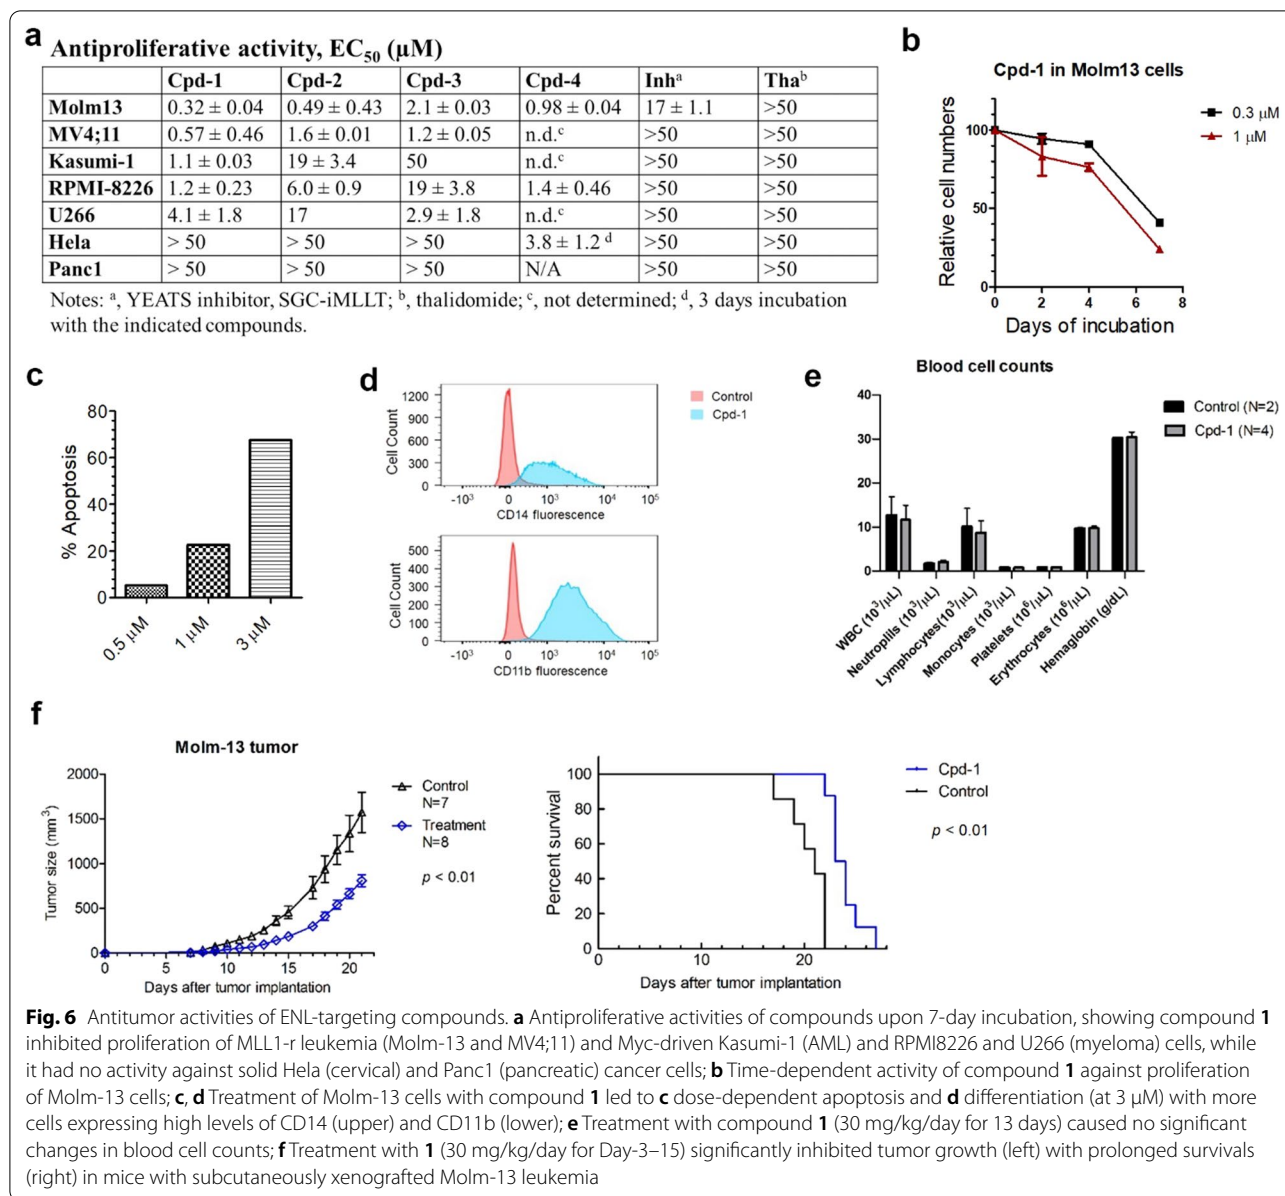 a
Antiproliferative activity, EC50 (µM)
Cpd-1 Cpd-2 Cpd-3 Cpd-4 Inhᵃ Thaᵇ
Molm13 0.32 ± 0.04 0.49 ± 0.43 2.1 ± 0.03 0.98 ± 0.04 17 ± 1.1 >50
MV4;11 0.57 ± 0.46 1.6 ± 0.01 1.2 ± 0.05 n.d.ᶜ >50 >50
Kasumi-1 1.1 ± 0.03 19 ± 3.4 50 n.d.ᶜ >50 >50
RPMI-8226 1.2 ± 0.23 6.0 ± 0.9 19 ± 3.8 1.4 ± 0.46 >50 >50
U266 4.1 ± 1.8 17 2.9 ± 1.8 n.d.ᶜ >50 >50
Hela > 50 > 50 > 50 3.8 ± 1.2 ᵈ >50 >50
Panc1 > 50 > 50 > 50 N/A >50 >50
Notes: ᵃ, YEATS inhibitor, SGC-iMLLT; ᵇ, thalidomide; ᶜ, not determined; ᵈ, 3 days incubation
with the indicated compounds.
b
Cpd-1 in Molm13 cells
0.3 µM
1 µM
Relative cell numbers
100
50
0
0 2 4 6 8
Days of incubation
c
% Apoptosis
80
60
40
20
0
0.5 µM
1 µM
3 µM
d
Control
Cpd-1
Cell Count
1200
900
600
300
0
-10³ 0 10³ 10⁴ 10⁵
CD14 fluorescence
Cell Count
500
400
300
200
100
0
-10³ 0 10³ 10⁴ 10⁵
CD11b fluorescence
e
Blood cell counts
Control (N=2)
Cpd-1 (N=4)
40
30
20
10
0
WBC (10³/µL)
Neutropills (10³/µL)
Lymphocytes(10³/µL)
Monocytes (10³/µL)
Platelets (10⁶/µL)
Erythrocytes (10⁶/µL)
Hemaglobin (g/dL)
f
Molm-13 tumor
Tumor size (mm³)
2000
1500
1000
500
0
0 5 10 15 20
Days after tumor implantation
Control
N=7
Treatment
N=8
p < 0.01
Percent survival
100
80
60
40
20
0
0 10 20
Days after tumor implantation
Cpd-1
Control
p < 0.01
Fig. 6 Antitumor activities of ENL-targeting compounds. a Antiproliferative activities of compounds upon 7-day incubation, showing compound 1
inhibited proliferation of MLL1-r leukemia (Molm-13 and MV4;11) and Myc-driven Kasumi-1 (AML) and RPMI8226 and U266 (myeloma) cells, while
it had no activity against solid Hela (cervical) and Panc1 (pancreatic) cancer cells; b Time-dependent activity of compound 1 against proliferation
of Molm-13 cells; c, d Treatment of Molm-13 cells with compound 1 led to c dose-dependent apoptosis and d differentiation (at 3 µM) with more
cells expressing high levels of CD14 (upper) and CD11b (lower); e Treatment with compound 1 (30 mg/kg/day for 13 days) caused no significant
changes in blood cell counts; f Treatment with 1 (30 mg/kg/day for Day-3–15) significantly inhibited tumor growth (left) with prolonged survivals
(right) in mice with subcutaneously xenografted Molm-13 leukemia